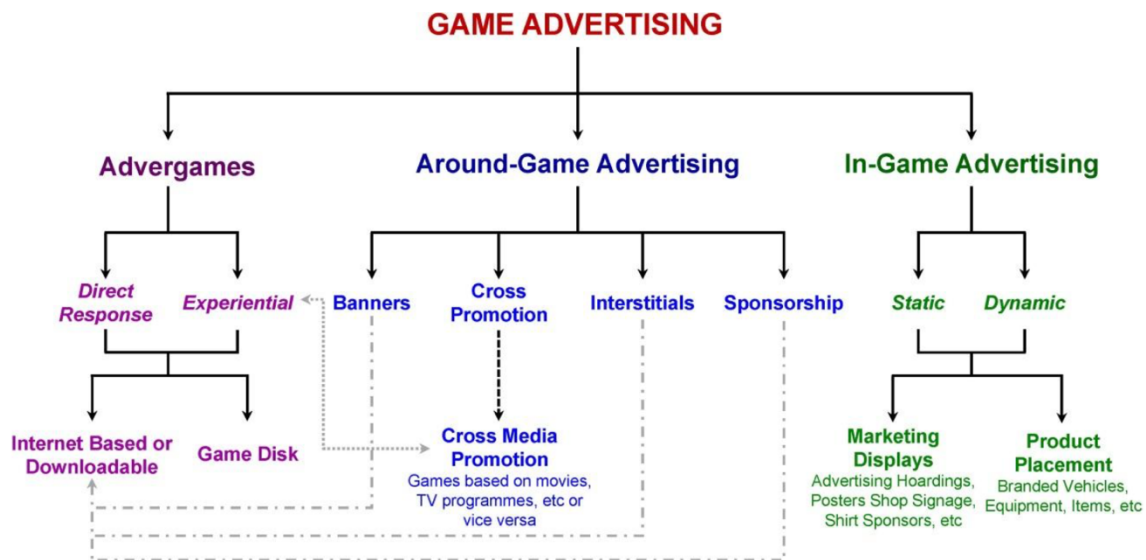 GAME ADVERTISING
Advergames
Around-Game Advertising
In-Game Advertising
Direct
Response
Experiential
Banners
Cross
Promotion
Interstitials
Sponsorship
Static
Dynamic
Internet Based or
Downloadable
Game Disk
Cross Media
Promotion
Games based on movies,
TV programmes, etc or
vice versa
Marketing
Displays
Advertising Hoardings,
Posters Shop Signage,
Shirt Sponsors, etc
Product
Placement
Branded Vehicles,
Equipment, Items, etc